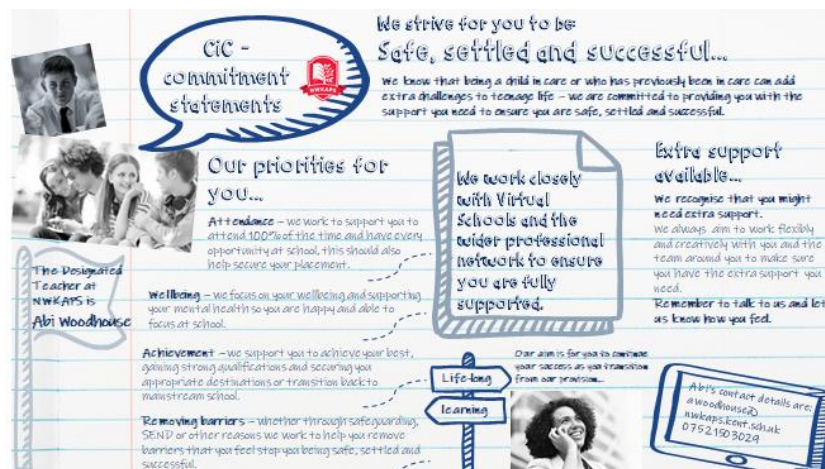 CiC –
commitment
statements
NWKAPS
We strive for you to be:
Safe, settled and successful...
We know that being a child in care or who has previously been in care can add
extra challenges to teenage life – we are committed to providing you with the
support you need to ensure you are safe, settled and successful.
Our priorities for
you...
Attendance – we work to support you to
attend 100% of the time and have every
opportunity at school, this should also
help secure your placement.
Wellbeing – we focus on your wellbeing and supporting
your mental health so you are happy and able to
focus at school.
Achievement – we support you to achieve your best,
gaining strong qualifications and securing you
appropriate destinations or transition back to
mainstream school.
Removing barriers – whether through safeguarding,
SEND or other reasons we work to help you remove
barriers that you feel stop you being safe, settled and
successful.
The Designated
Teacher at
NWKAPS is
Abi Woodhouse
We work closely
with Virtual
Schools and the
wider professional
network to ensure
you are fully
supported.
Extra support
available...
We recognise that you might
need extra support.
We always aim to work flexibly
and creatively with you and the
team around you to make sure
you have the extra support you
need.
Remember to talk to us and let
us know how you feel.
Life-long
learning
Our aim is for you to continue
your success as you transition
from our provision...
Abi's contact details are:
awoodhouse@
nwkaps.kent.sch.uk
07521503029